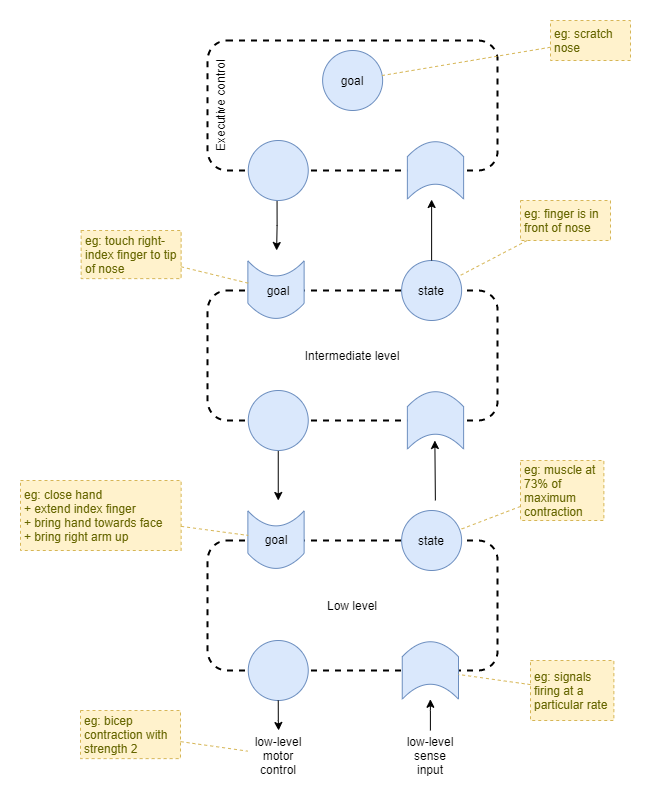 eg: scratch
nose
Executive control
goal
eg: finger is in
front of nose
eg: touch right-
index finger to tip
of nose
goal
state
Intermediate level
eg: close hand
+ extend index finger
+ bring hand towards face
+ bring right arm up
goal
state
eg: muscle at
73% of
maximum
contraction
Low level
eg: signals
firing at a
particular rate
eg: bicep
contraction with
strength 2
low-level
motor
control
low-level
sense
input